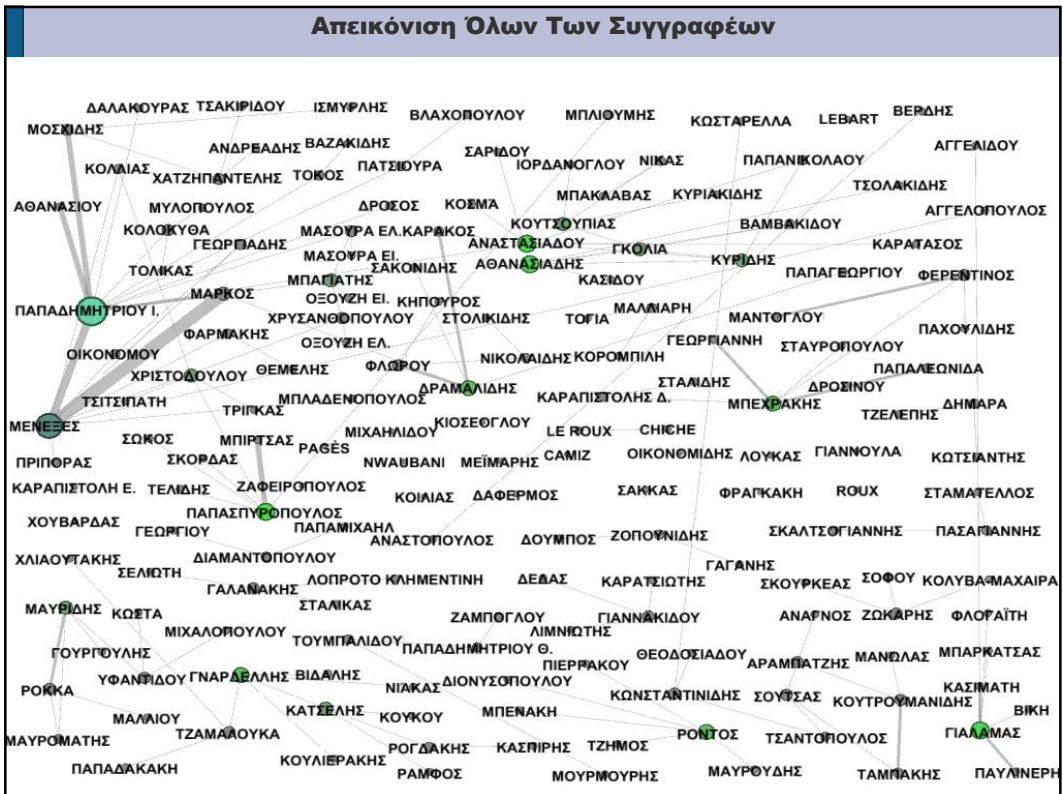 Απεικόνιση Όλων Των Συγγραφέων
ΔΑΛΑΚΟΥΡΑΣ ΤΣΑΚΙΡΙΔΟΥ ΙΣΜΥΡΛΗΣ ΒΛΑΧΟΠΟΥΛΟΥ ΜΠΛΙΟΥΜΗΣ ΚΩΣΤΑΡΕΛΛΑ LEBART ΒΕΡΔΗΣ
ΜΟΣΧΙΔΗΣ ΑΝΔΡΕΑΔΗΣ ΒΑΖΑΚΙΔΗΣ ΠΑΤΣΙΟΥΡΑ ΣΑΡΙΔΟΥ ΙΟΡΔΑΝΟΓΛΟΥ ΝΙΚΑΣ ΠΑΠΑΝΙΚΟΛΑΟΥ ΑΓΓΕΛΙΔΟΥ
ΚΟΛΛΙΑΣ ΧΑΤΖΗΠΑΝΤΕΛΗΣ ΤΟΚΟΣ ΜΠΑΚΛΑΒΑΣ ΚΥΡΙΑΚΙΔΗΣ ΤΣΟΛΑΚΙΔΗΣ
ΑΘΑΝΑΣΙΟΥ ΜΥΛΟΠΟΥΛΟΣ ΔΡΟΣΟΣ ΚΟΣΜΑ ΚΟΥΤΣΟΥΠΙΑΣ ΒΑΜΒΑΚΙΔΟΥ ΑΓΓΕΛΟΠΟΥΛΟΣ
ΚΟΛΟΚΥΘΑ ΓΕΩΡΓΙΑΔΗΣ ΜΑΣΟΥΡΑ ΕΛ. ΚΑΡΑΚΟΣ ΑΝΑΣΤΑΣΙΑΔΟΥ ΓΚΟΛΙΑ ΚΑΡΑΤΑΣΟΣ
ΤΟΛΙΚΑΣ ΜΑΣΟΥΡΑ ΕΙ. ΣΑΚΟΝΙΔΗΣ ΑΘΑΝΑΣΙΑΔΗΣ ΚΥΡΙΔΗΣ ΠΑΠΑΓΕΩΡΓΙΟΥ ΦΕΡΕΝΤΙΝΟΣ
ΜΑΡΚΟΣ ΜΠΑΓΙΑΤΗΣ ΚΑΣΙΔΟΥ
ΠΑΠΑΔΗΜΗΤΡΙΟΥ Ι. ΟΞΟΥΖΗ ΕΙ. ΚΗΠΟΥΡΟΣ ΜΑΛΛΙΑΡΗ
ΧΡΥΣΑΝΘΟΠΟΥΛΟΥ ΣΤΟΛΙΚΙΔΗΣ ΤΟΓΙΑ ΜΑΝΤΟΓΛΟΥ ΠΑΧΟΥΛΙΔΗΣ
ΦΑΡΜΑΚΗΣ ΟΞΟΥΖΗ ΕΛ. ΓΕΩΡΓΙΑΝΝΗ ΣΤΑΥΡΟΠΟΥΛΟΥ
ΟΙΚΟΝΟΜΟΥ ΧΡΙΣΤΟΔΟΥΛΟΥ ΘΕΜΕΛΗΣ ΦΛΩΡΟΥ ΝΙΚΟΛΑΙΔΗΣ ΚΟΡΟΜΠΙΛΗ ΠΑΠΑΛΕΩΝΙΔΑ
ΤΣΙΤΣΙΠΑΤΗ ΜΠΛΑΔΕΝΟΠΟΥΛΟΣ ΔΡΑΜΑΛΙΔΗΣ ΚΑΡΑΠΙΣΤΟΛΗΣ Δ. ΣΤΑΛΙΔΗΣ ΔΡΟΣΙΝΟΥ
ΜΕΝΕΞΕΣ ΤΡΙΓΚΑΣ ΜΠΕΧΡΑΚΗΣ ΤΖΕΛΕΠΗΣ ΔΗΜΑΡΑ
ΣΩΚΟΣ ΜΠΙΡΤΣΑΣ PAGÈS ΜΙΧΑΗΛΙΔΟΥ ΚΙΟΣΕΟΓΛΟΥ LE ROUX CHICHE
ΠΡΙΠΟΡΑΣ ΣΚΟΡΔΑΣ NWAUBANI ΜΕΪΜΑΡΗΣ CAMIZ ΟΙΚΟΝΟΜΙΔΗΣ ΛΟΥΚΑΣ ΓΙΑΝΝΟΥΛΑ ΚΩΤΣΙΑΝΤΗΣ
ΚΑΡΑΠΙΣΤΟΛΗ Ε. ΤΕΛΙΔΗΣ ΖΑΦΕΙΡΟΠΟΥΛΟΣ ΚΟΙΛΙΑΣ ΔΑΦΕΡΜΟΣ ΣΑΚΚΑΣ ΦΡΑΓΚΑΚΗ ROUX ΣΤΑΜΑΤΕΛΛΟΣ
ΧΟΥΒΑΡΔΑΣ ΓΕΩΡΓΙΟΥ ΠΑΠΑΣΠΥΡΟΠΟΥΛΟΣ ΠΑΠΑΜΙΧΑΗΛ ΑΝΑΣΤΟΠΟΥΛΟΣ ΔΟΥΜΠΟΣ ΖΟΠΟΥΝΙΔΗΣ ΣΚΑΛΤΣΟΓΙΑΝΝΗΣ ΠΑΣΑΓΙΑΝΝΗΣ
ΧΛΙΑΟΥΤΑΚΗΣ ΔΙΑΜΑΝΤΟΠΟΥΛΟΥ ΓΑΓΑΝΗΣ
ΣΕΛΙΩΤΗ ΓΑΛΑΝΑΚΗΣ ΛΟΠΡΟΤΟ ΚΛΗΜΕΝΤΙΝΗ ΔΕΔΑΣ ΚΑΡΑΤΣΙΩΤΗΣ ΣΚΟΥΡΚΕΑΣ ΣΟΦΟΥ ΚΟΛΥΒΑ-ΜΑΧΑΙΡΑ
ΜΑΥΡΙΔΗΣ ΚΩΣΤΑ ΣΤΑΛΙΚΑΣ ΖΑΜΠΟΓΛΟΥ ΓΙΑΝΝΑΚΙΔΟΥ ΑΝΑΓΝΟΣ ΖΩΚΑΡΗΣ ΦΛΟΓΑΪΤΗ
ΜΙΧΑΛΟΠΟΥΛΟΥ ΤΟΥΜΠΑΛΙΔΟΥ ΠΑΠΑΔΗΜΗΤΡΙΟΥ Θ. ΛΙΜΝΙΩΤΗΣ
ΓΟΥΡΓΟΥΛΗΣ ΠΙΕΡΡΑΚΟΥ ΘΕΟΔΟΣΙΑΔΟΥ ΑΡΑΜΠΑΤΖΗΣ ΜΑΝΩΛΑΣ ΜΠΑΡΚΑΤΣΑΣ
ΡΟΚΚΑ ΥΦΑΝΤΙΔΟΥ ΓΝΑΡΔΕΛΛΗΣ ΒΙΔΑΛΗΣ ΝΙΑΚΑΣ ΔΙΟΝΥΣΟΠΟΥΛΟΥ ΚΩΝΣΤΑΝΤΙΝΙΔΗΣ ΣΟΥΤΣΑΣ ΚΟΥΤΡΟΥΜΑΝΙΔΗΣ ΚΑΣΙΜΑΤΗ
ΜΑΛΛΙΟΥ ΚΑΤΣΕΛΗΣ ΚΟΥΚΟΥ ΜΠΕΝΑΚΗ ΒΙΚΗ
ΜΑΥΡΟΜΑΤΗΣ ΤΖΑΜΑΛΟΥΚΑ ΡΟΓΔΑΚΗΣ ΚΑΣΠΙΡΗΣ ΤΖΗΜΟΣ ΡΟΝΤΟΣ ΤΣΑΝΤΟΠΟΥΛΟΣ ΓΙΑΛΑΜΑΣ
ΠΑΠΑΔΑΚΑΚΗ ΚΟΥΛΙΕΡΑΚΗΣ ΡΑΜΦΟΣ ΜΟΥΡΜΟΥΡΗΣ ΜΑΥΡΟΥΔΗΣ ΤΑΜΠΑΚΗΣ ΠΑΥΛΙΝΕΡΗ